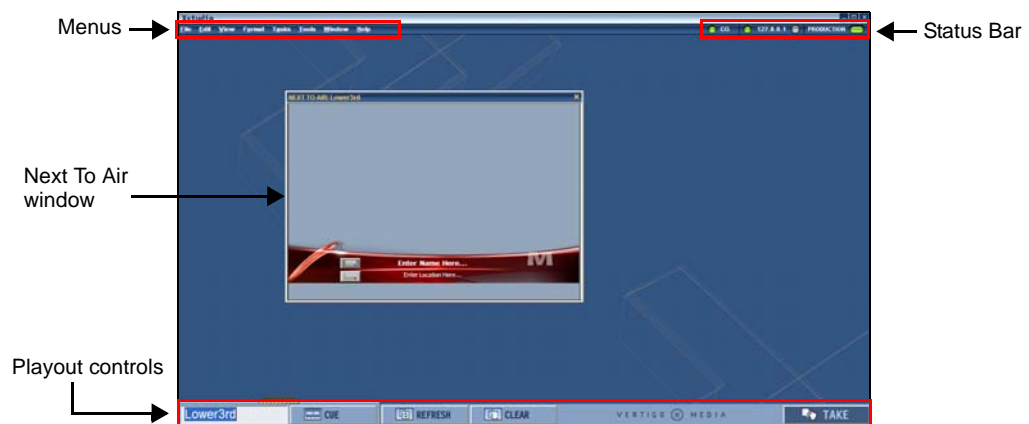 Xstudio
Menus
File Edit View Format Tasks Tools Window Help
CG 127.0.0.1 PRODUCTION
Status Bar
NEXT TO AIR: Lower3rd
Next To Air
window
Enter Name Here...
M
Enter Location Here...
Playout controls
Lower3rd CUE REFRESH CLEAR VERTIGO MEDIA TAKE